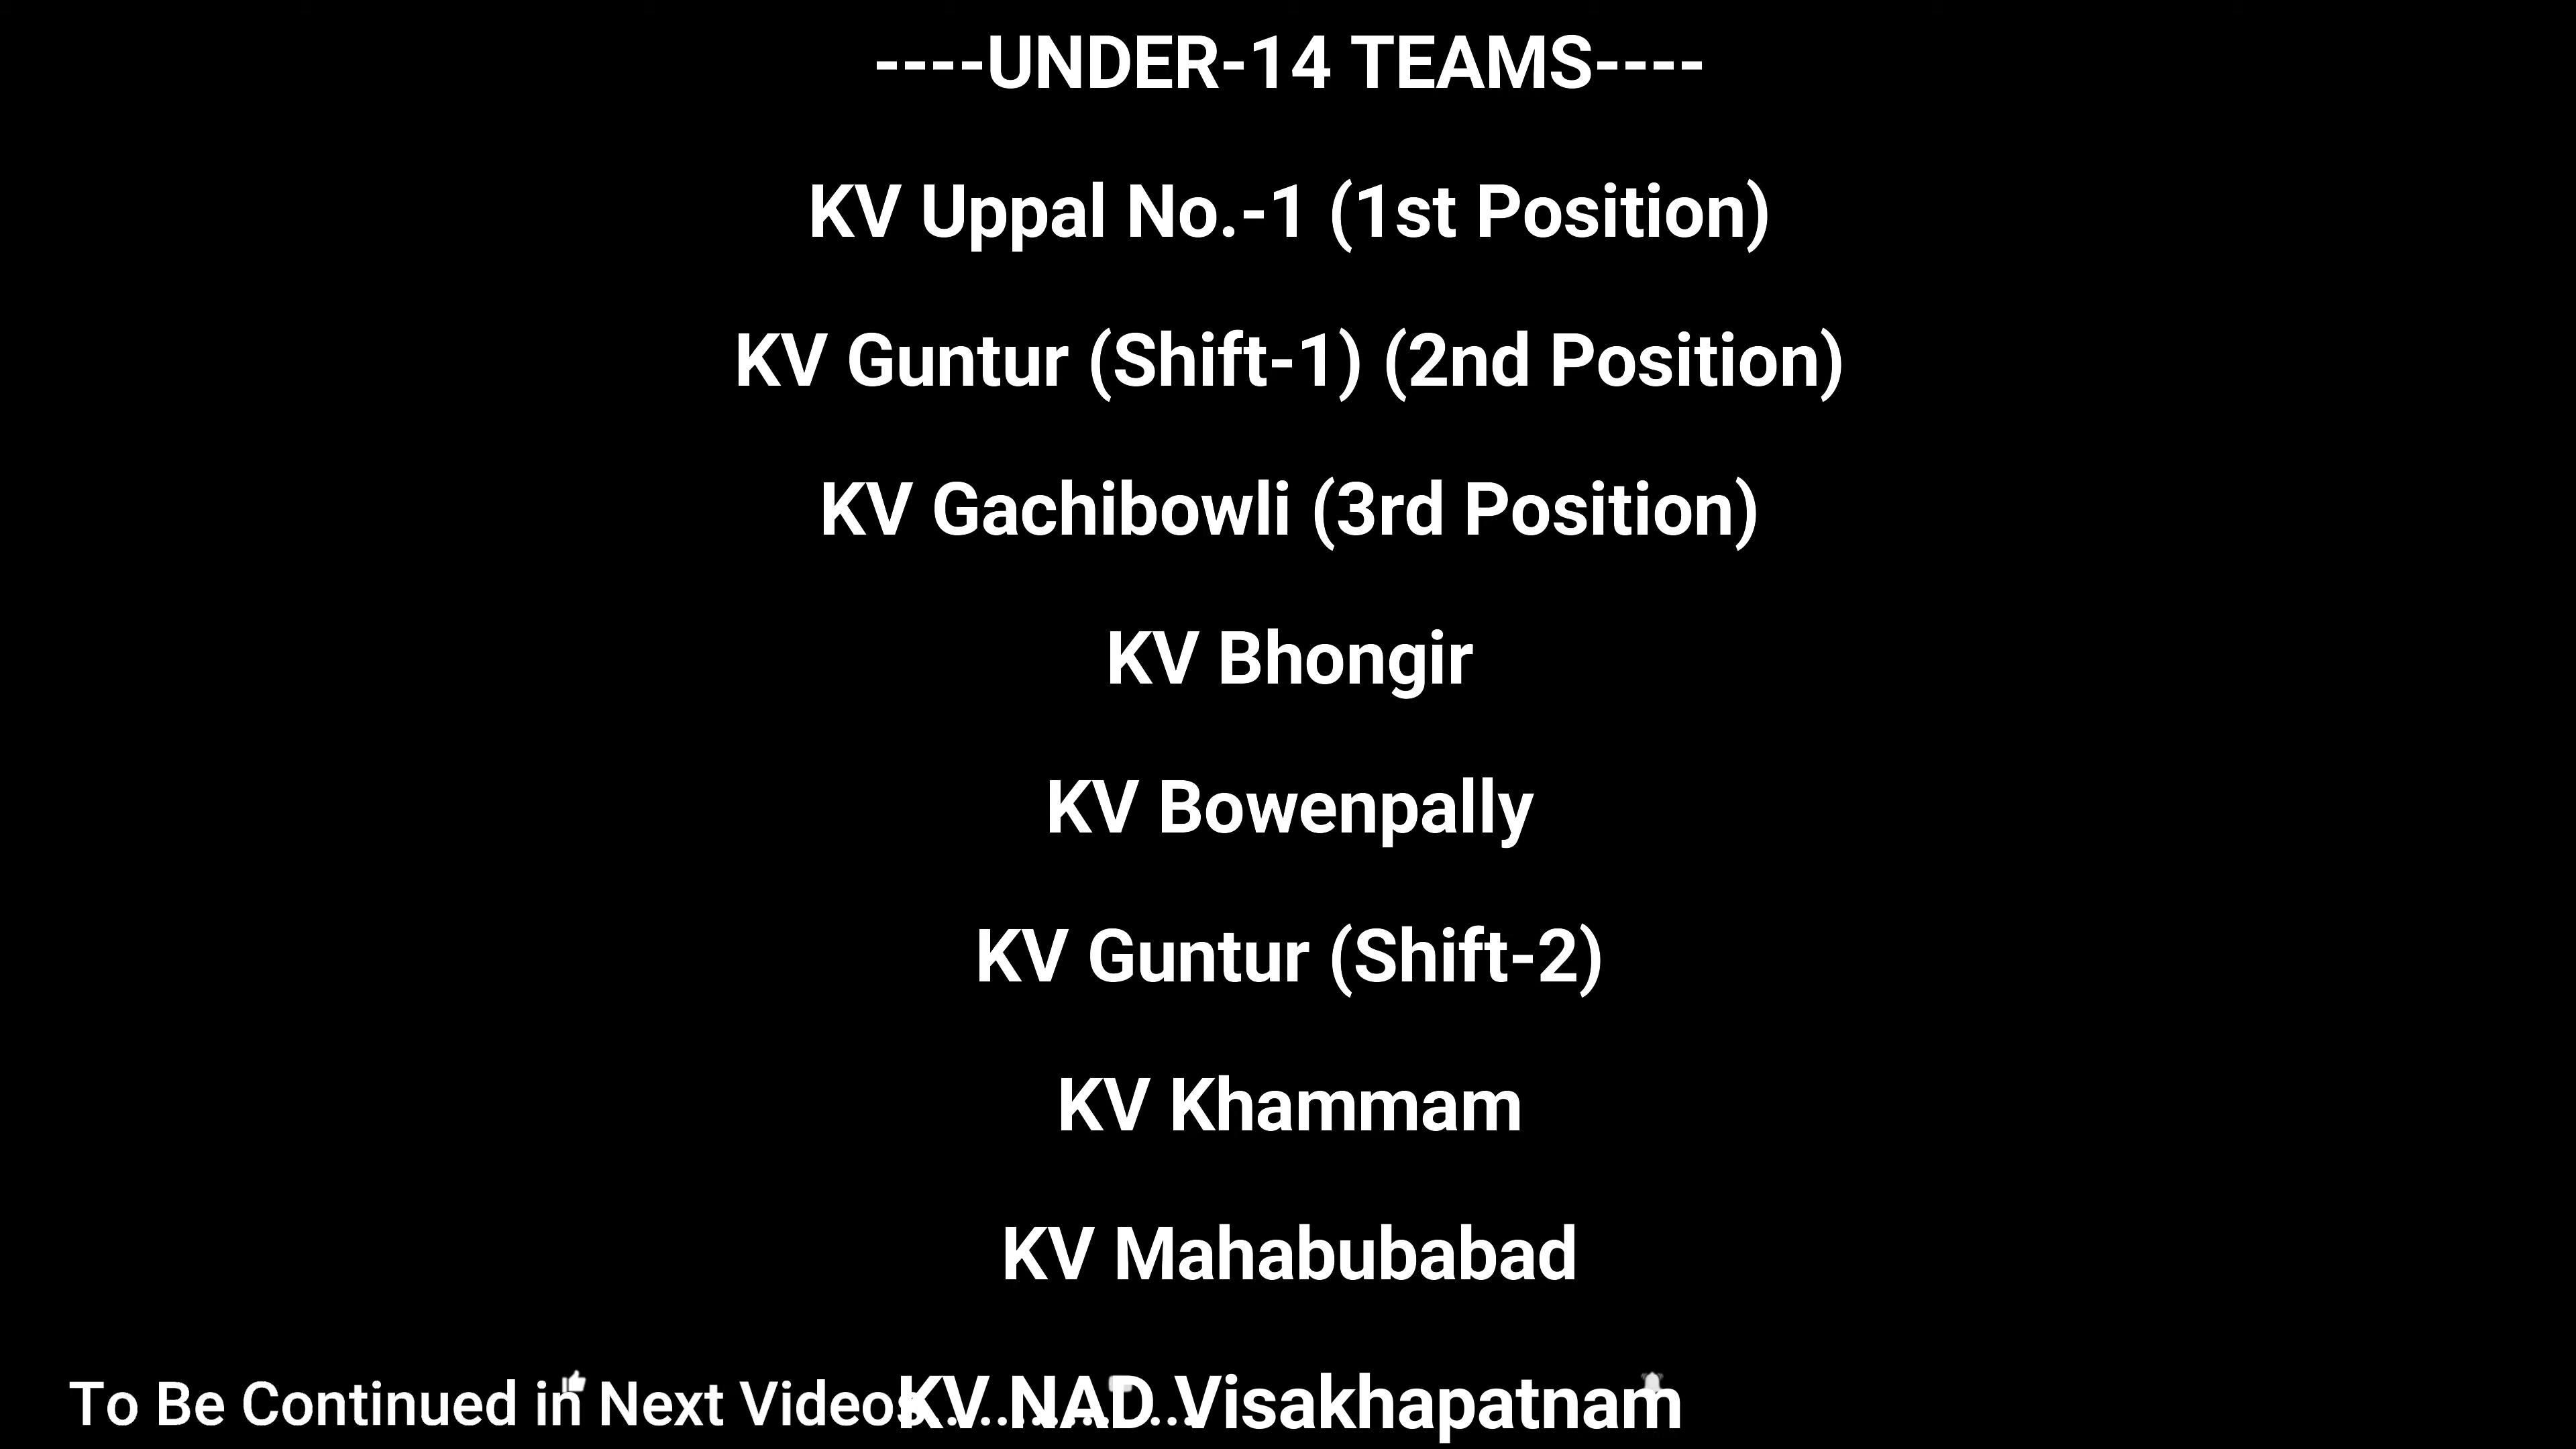 ----UNDER-14 TEAMS----
KV Uppal No.-1 (1st Position)
KV Guntur (Shift-1) (2nd Position)
KV Gachibowli (3rd Position)
KV Bhongir
KV Bowenpally
KV Guntur (Shift-2)
KV Khammam
KV Mahabubabad
To Be Continued in Next Videos
KV NAD Visakhapatnam